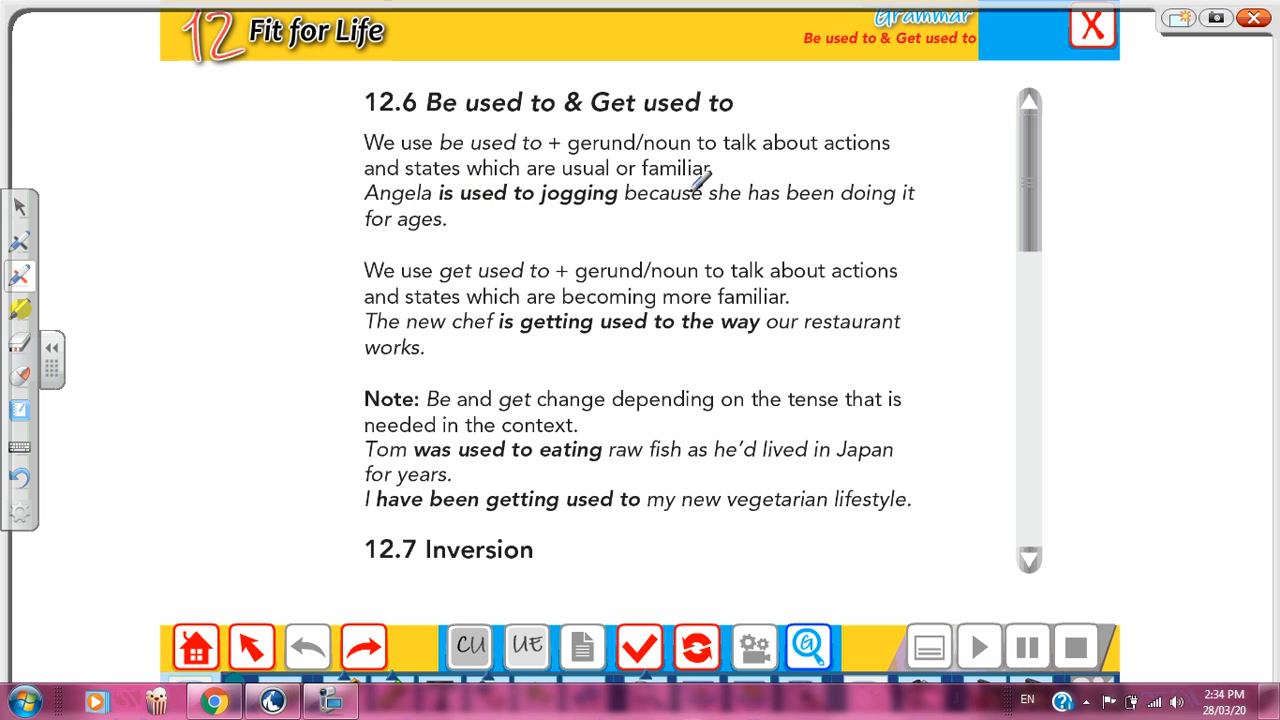 12 Fit for Life
Grammar
Be used to & Get used to
X
12.6 Be used to & Get used to
We use be used to + gerund/noun to talk about actions
and states which are usual or familiar.
Angela is used to jogging because she has been doing it
for ages.
We use get used to + gerund/noun to talk about actions
and states which are becoming more familiar.
The new chef is getting used to the way our restaurant
works.
Note: Be and get change depending on the tense that is
needed in the context.
Tom was used to eating raw fish as he’d lived in Japan
for years.
I have been getting used to my new vegetarian lifestyle.
12.7 Inversion
CU UE G
EN
2:34 PM
28/03/20